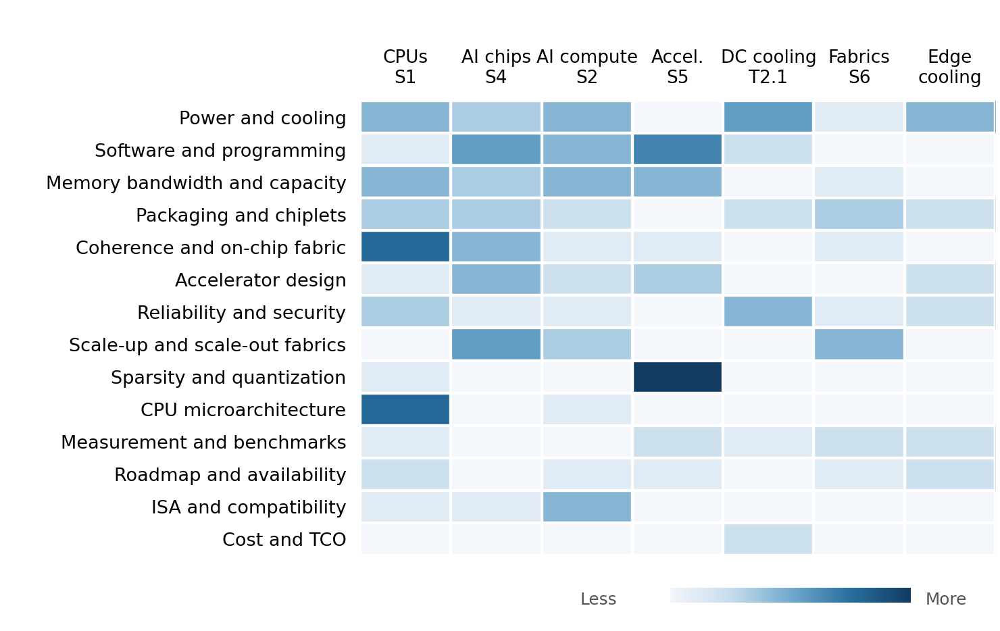 CPUs AI chips AI compute Accel. DC cooling Fabrics Edge
S1 S4 S2 S5 T2.1 S6 cooling
Power and cooling
Software and programming
Memory bandwidth and capacity
Packaging and chiplets
Coherence and on-chip fabric
Accelerator design
Reliability and security
Scale-up and scale-out fabrics
Sparsity and quantization
CPU microarchitecture
Measurement and benchmarks
Roadmap and availability
ISA and compatibility
Cost and TCO
Less More